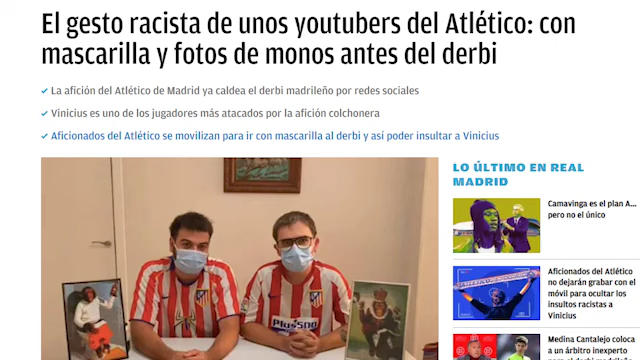 El gesto racista de unos youtubers del Atlético: con
mascarilla y fotos de monos antes del derbi
La afición del Atlético de Madrid ya caldea el derbi madrileño por redes sociales
Vinicius es uno de los jugadores más atacados por la afición colchonera
Aficionados del Atlético se movilizan para ir con mascarilla al derbi y así poder insultar a Vinicius
Plus500
LO ÚLTIMO EN REAL
MADRID
Camavinga es el plan A...
pero no el único
Aficionados del Atlético
no dejarán grabar con el
móvil para ocultar los
insultos racistas a
Vinicius
Medina Cantalejo coloca
a un árbitro inexperto